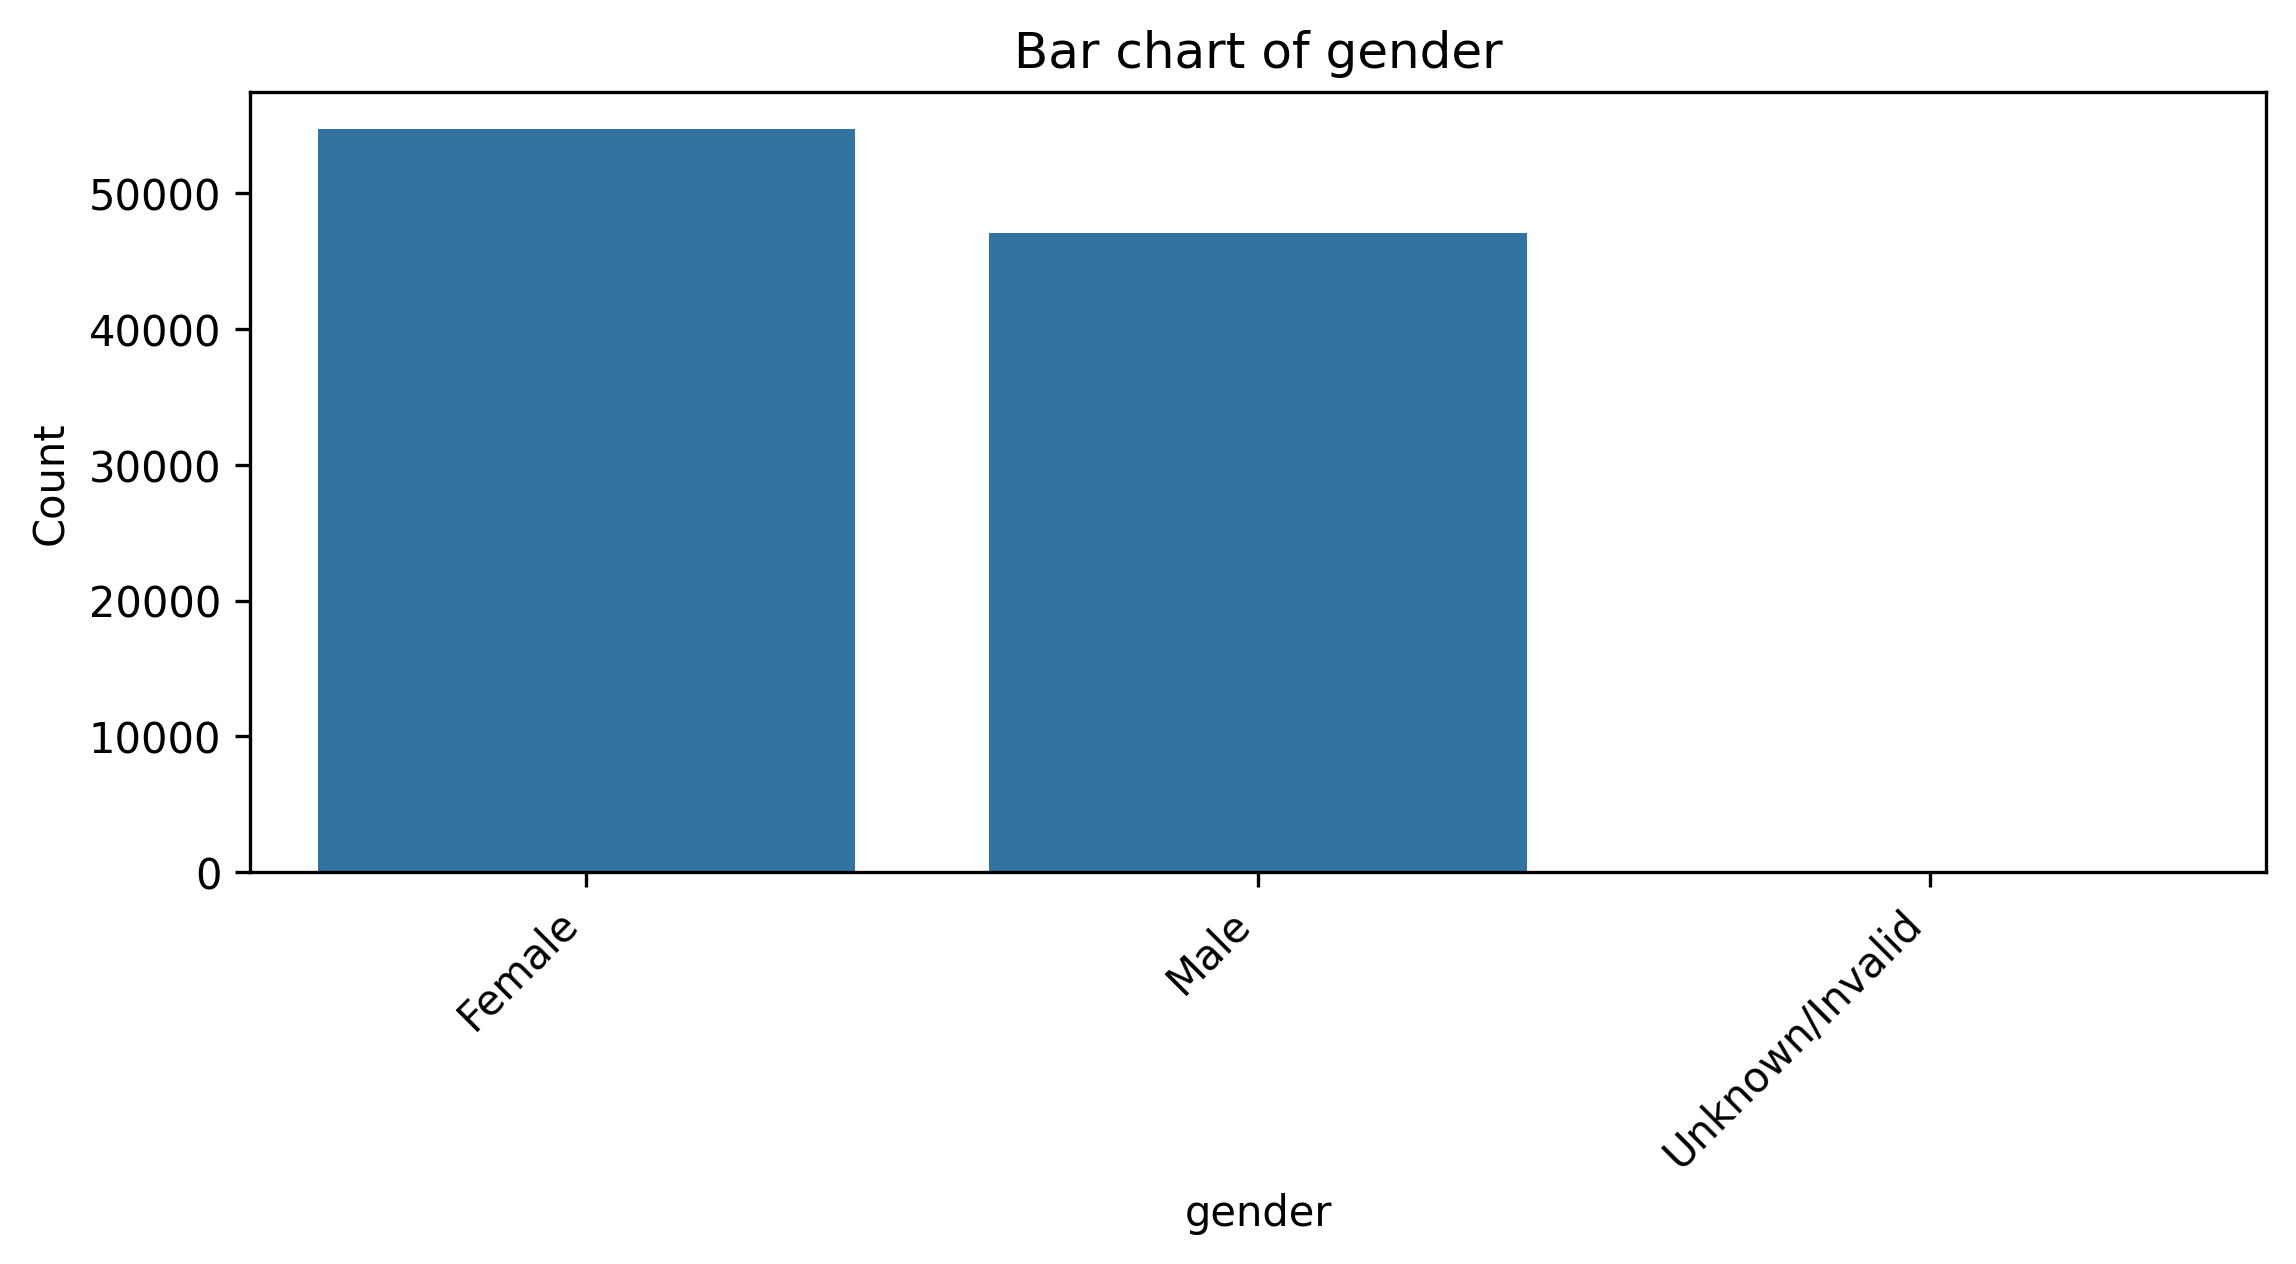 Bar chart of gender
Count
50000
40000
30000
20000
10000
0
Female
Male
Unknown/Invalid
gender